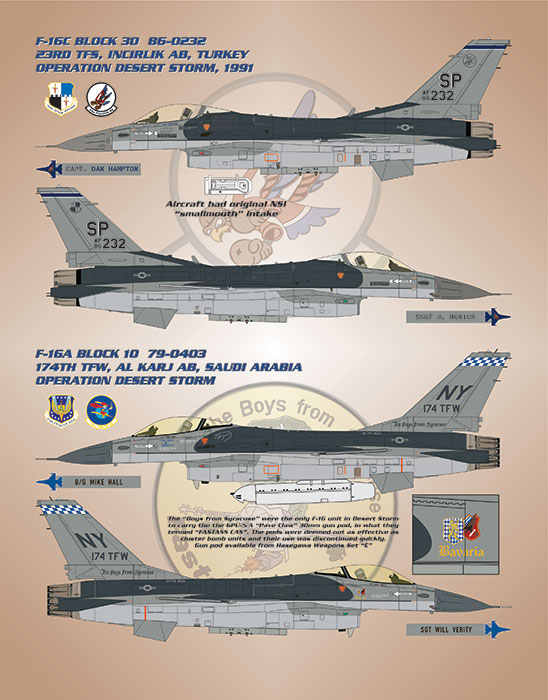 F-16C BLOCK 30 86-0232
23RD TFS, INCIRLIK AB, TURKEY
OPERATION DESERT STORM, 1991
SP
AF
86 232
CAPT. DAN HAMPTON
Aircraft had original NSI
"smallmouth" intake
SP
AF
86 232
SSGT J.
F-16A BLOCK 10 79-0403
174TH TFW, AL KARJ AB, SAUDI ARABIA
OPERATION DESERT STORM
The Boys from
NY
174 TFW
The Boys From Syracuse
B/G MIKE HALL
The "Boys from Syracuse" were the only F-16 unit in Desert Storm
to carry the the GPU-5A "Pave Claw" 30mm gun pod, in what they
termed "FASTASS CAS". The pods were deemed not as effective as
cluster bomb units and their use was discontinued quickly.
Gun pod available from Hasegawa Weapons Set "C"
Bavaria
NY
174 TFW
The Boys From Syracuse
SGT WILL VERITY